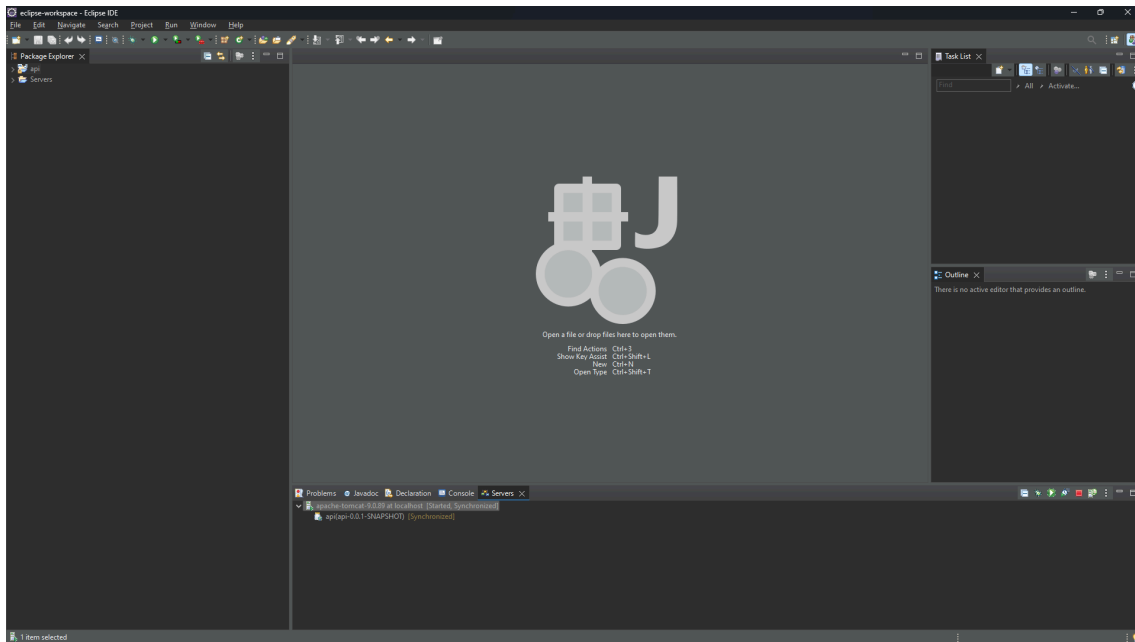 eclipse-workspace - Eclipse IDE
File Edit Navigate Search Project Run Window Help
Package Explorer
api
Servers
Task List
Find All Activate...
Open a file or drop files here to open them.
Find Actions Ctrl+3
Show Key Assist Ctrl+Shift+L
New Ctrl+N
Open Type Ctrl+Shift+T
Outline
There is no active editor that provides an outline.
Problems Javadoc Declaration Console Servers
apache-tomcat-9.0.89 at localhost [Started, Synchronized]
api(api-0.0.1-SNAPSHOT) [Synchronized]
1 item selected